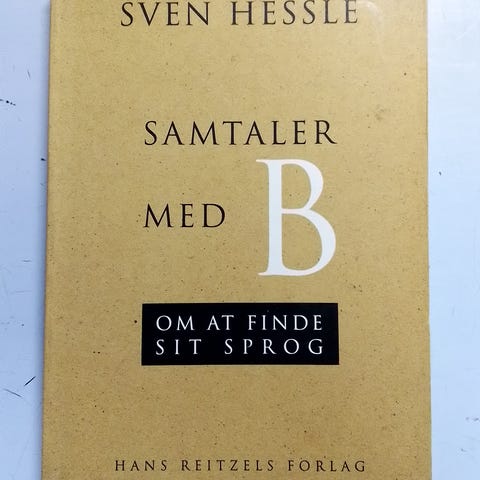 SVEN HESSLE
SAMTALER
MED B
OM AT FINDE
SIT SPROG
HANS REITZELS FORLAG